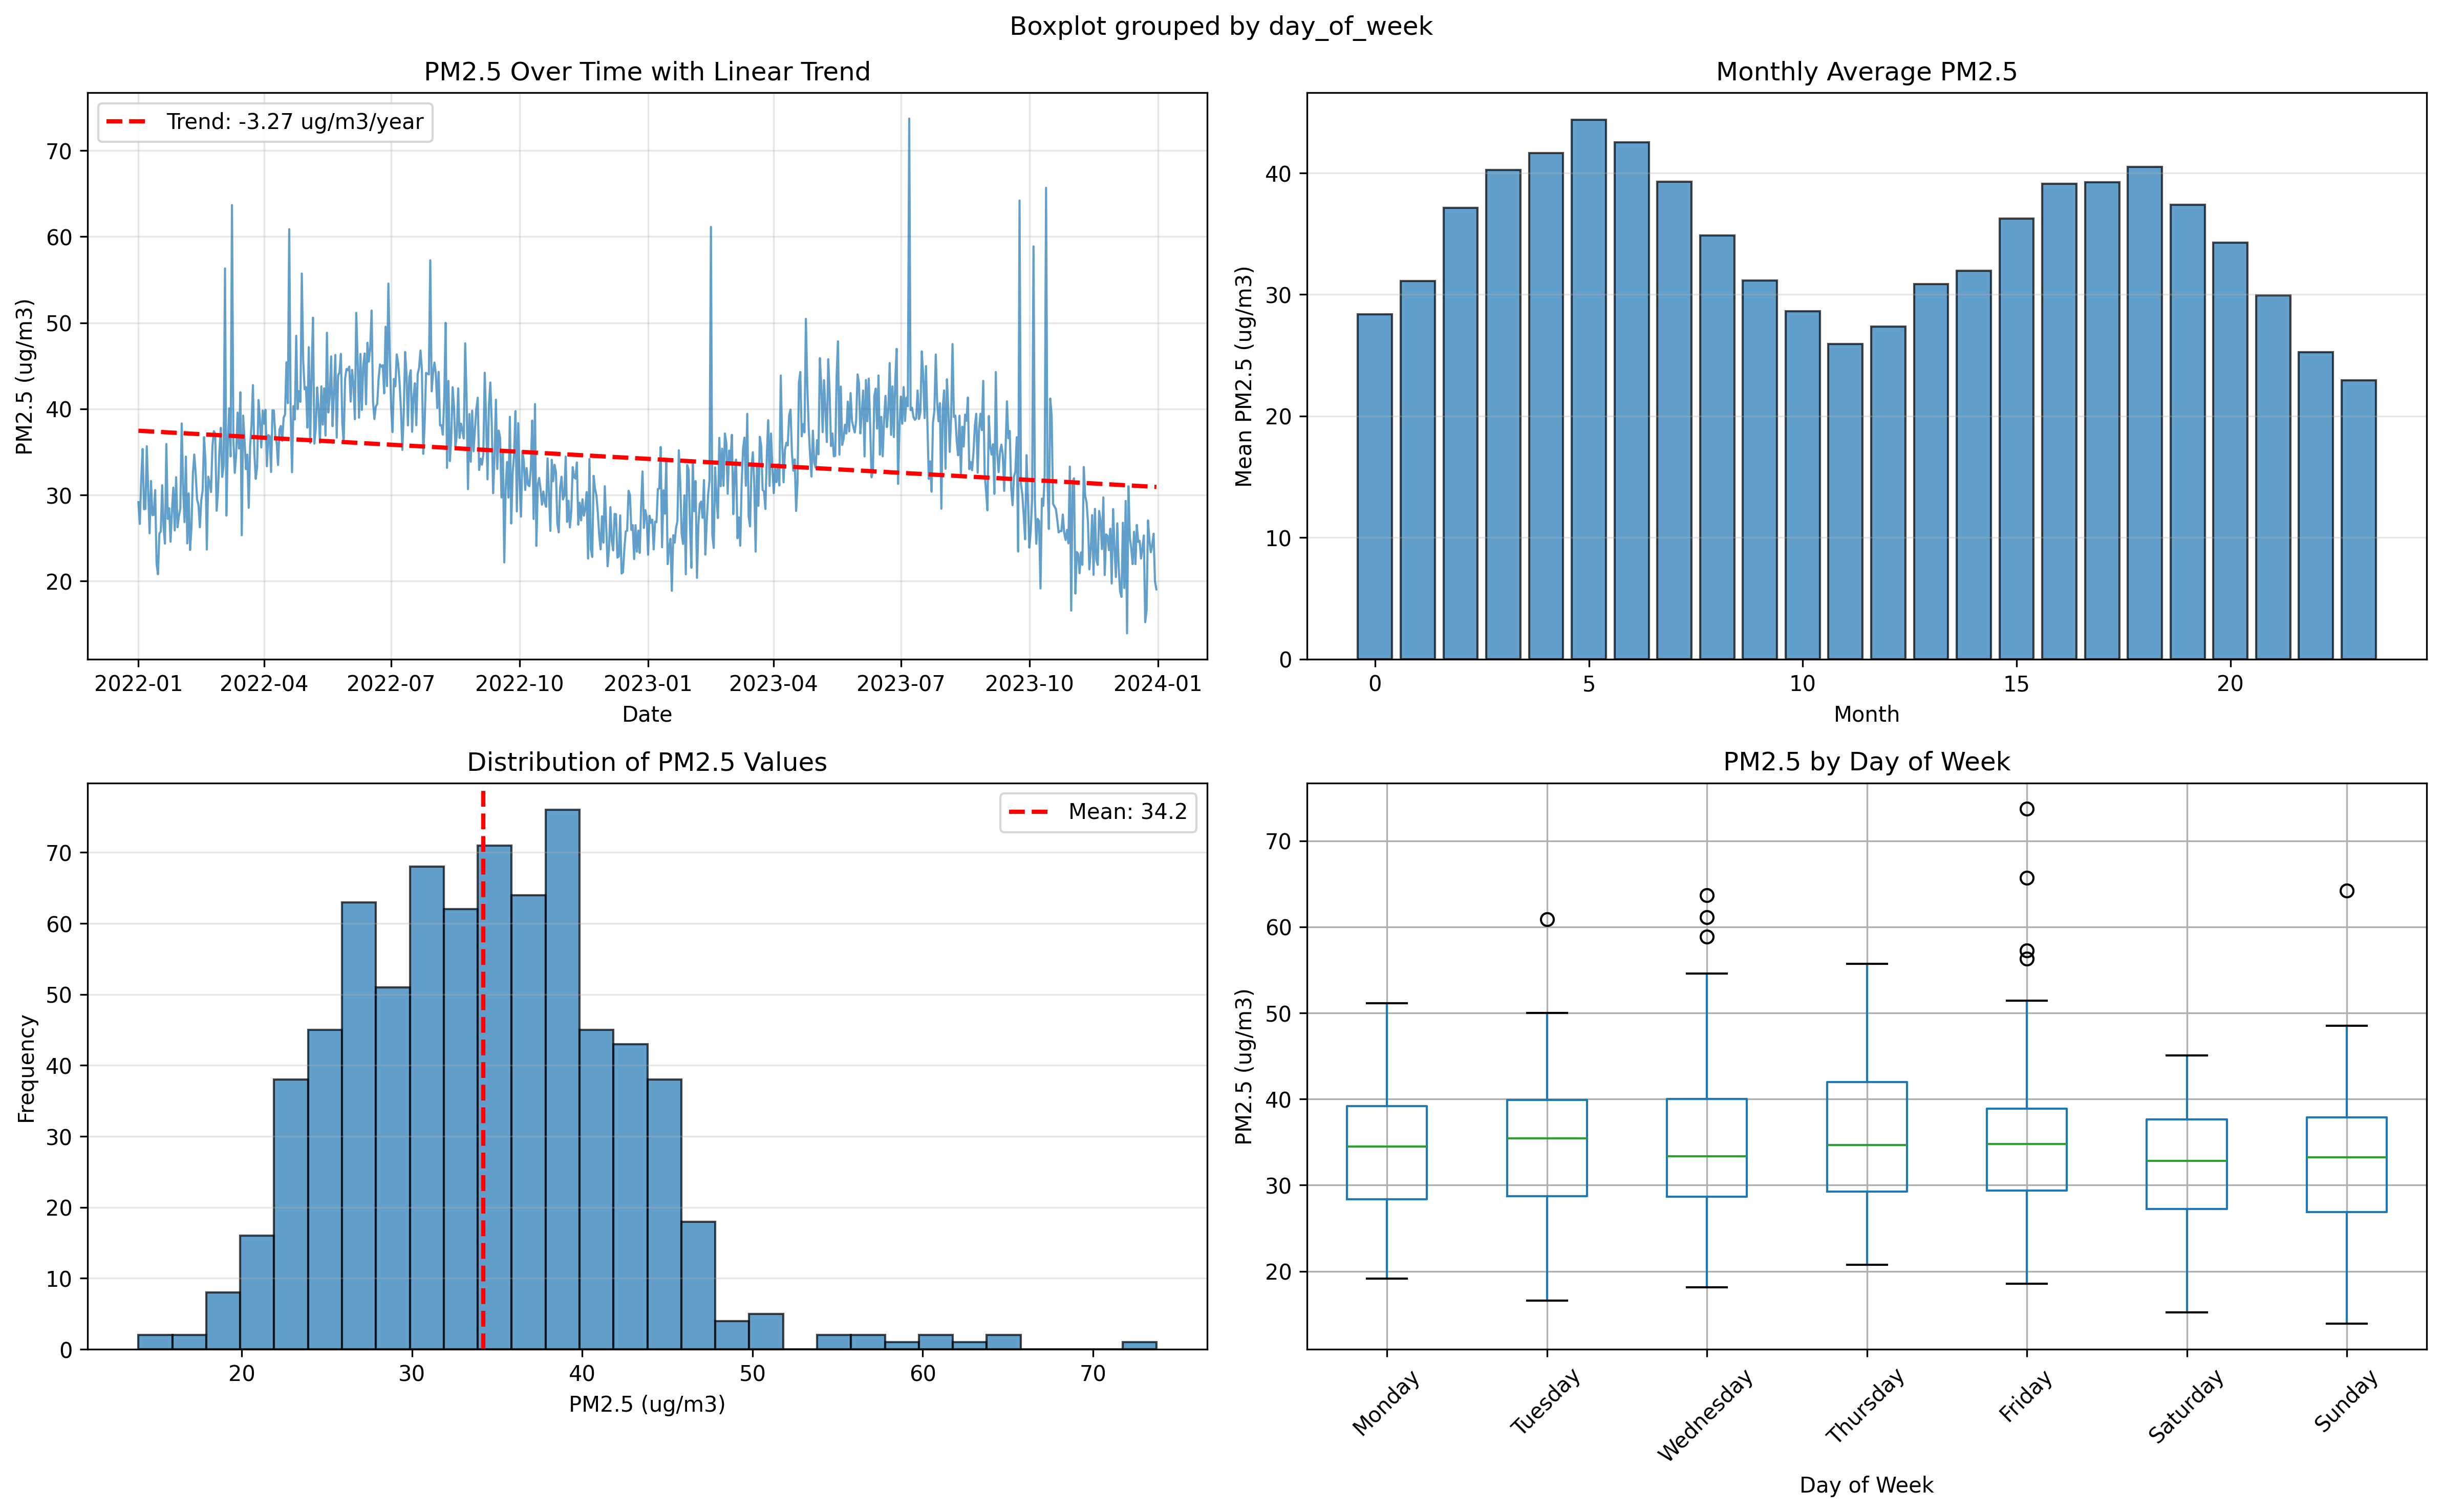 Boxplot grouped by day_of_week
PM2.5 Over Time with Linear Trend
Trend: -3.27 ug/m3/year
PM2.5 (ug/m3)
70
60
50
40
30
20
2022-01 2022-04 2022-07 2022-10 2023-01 2023-04 2023-07 2023-10 2024-01
Date
Monthly Average PM2.5
Mean PM2.5 (ug/m3)
40
30
20
10
0
0 5 10 15 20
Month
Distribution of PM2.5 Values
Mean: 34.2
Frequency
70
60
50
40
30
20
10
0
20 30 40 50 60 70
PM2.5 (ug/m3)
PM2.5 by Day of Week
PM2.5 (ug/m3)
70
60
50
40
30
20
Monday Tuesday Wednesday Thursday Friday Saturday Sunday
Day of Week